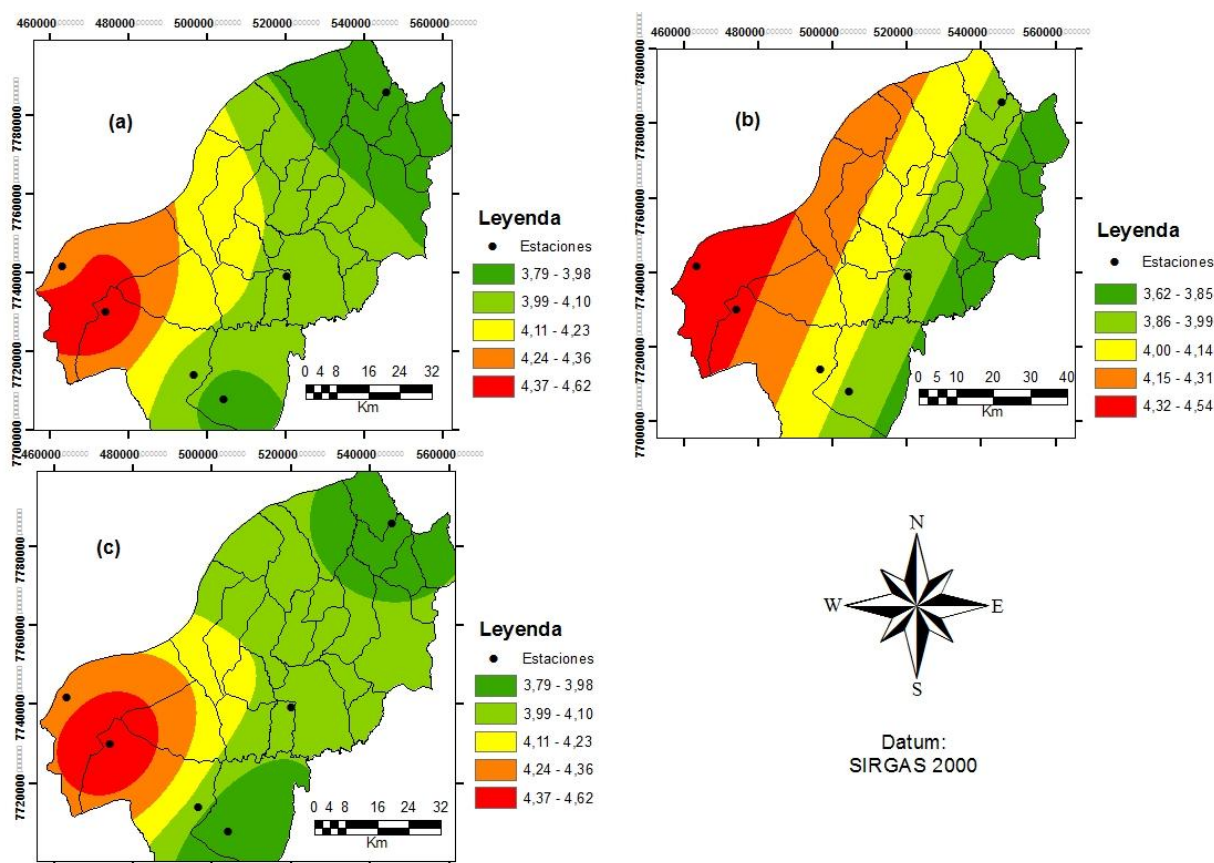 460000 480000 500000 520000 540000 560000
(a)
7780000
7760000
7740000
7720000
7700000
Leyenda
Estaciones
3,79 - 3,98
3,99 - 4,10
4,11 - 4,23
4,24 - 4,36
4,37 - 4,62
0 4 8 16 24 32
Km
460000 480000 500000 520000 540000 560000
(b)
7800000
7780000
7760000
7740000
7720000
7700000
Leyenda
Estaciones
3,62 - 3,85
3,86 - 3,99
4,00 - 4,14
4,15 - 4,31
4,32 - 4,54
0 5 10 20 30 40
Km
460000 480000 500000 520000 540000 560000
(c)
7780000
7760000
7740000
7720000
Leyenda
Estaciones
3,79 - 3,98
3,99 - 4,10
4,11 - 4,23
4,24 - 4,36
4,37 - 4,62
0 4 8 16 24 32
Km
N
W E
S
Datum:
SIRGAS 2000